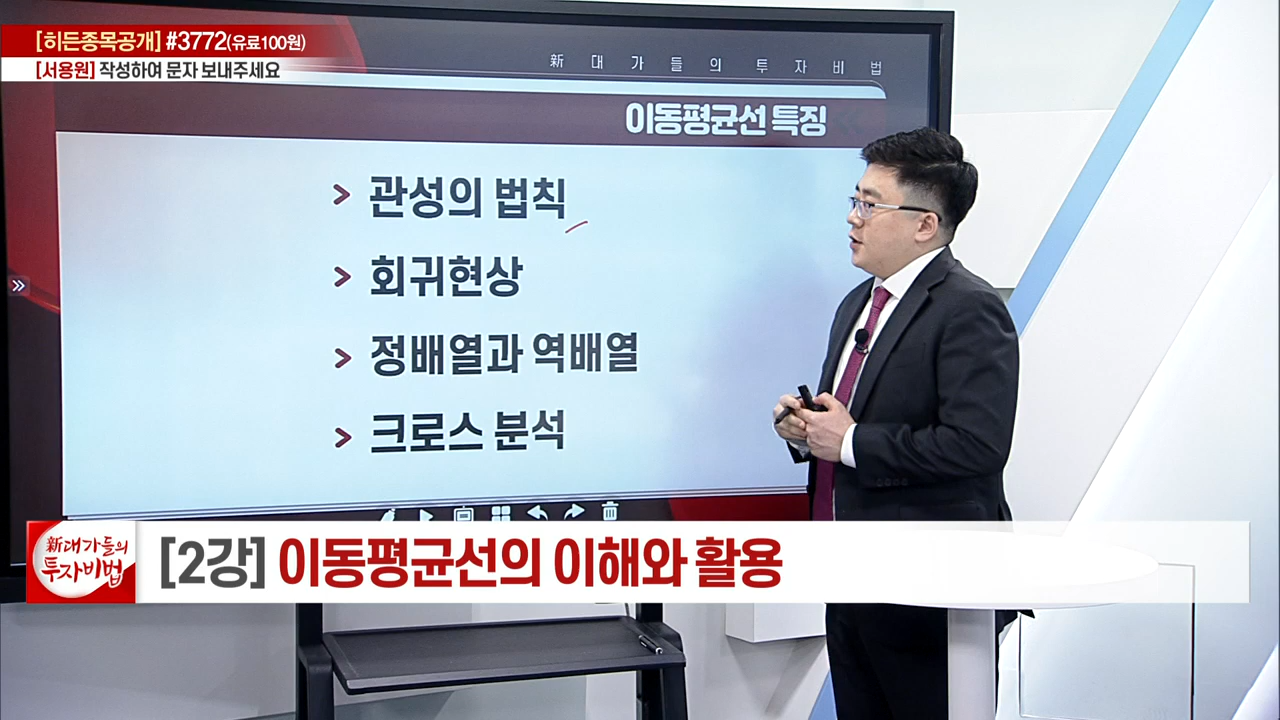 [히든종목공개] #3772(유료100원)
[서용원] 작성하여 문자 보내주세요
新 대 가 들 의 투 자 비 법
이동평균선 특징
> 관성의 법칙
> 회귀현상
> 정배열과 역배열
> 크로스 분석
新대가들의
투자비법
[2강] 이동평균선의 이해와 활용